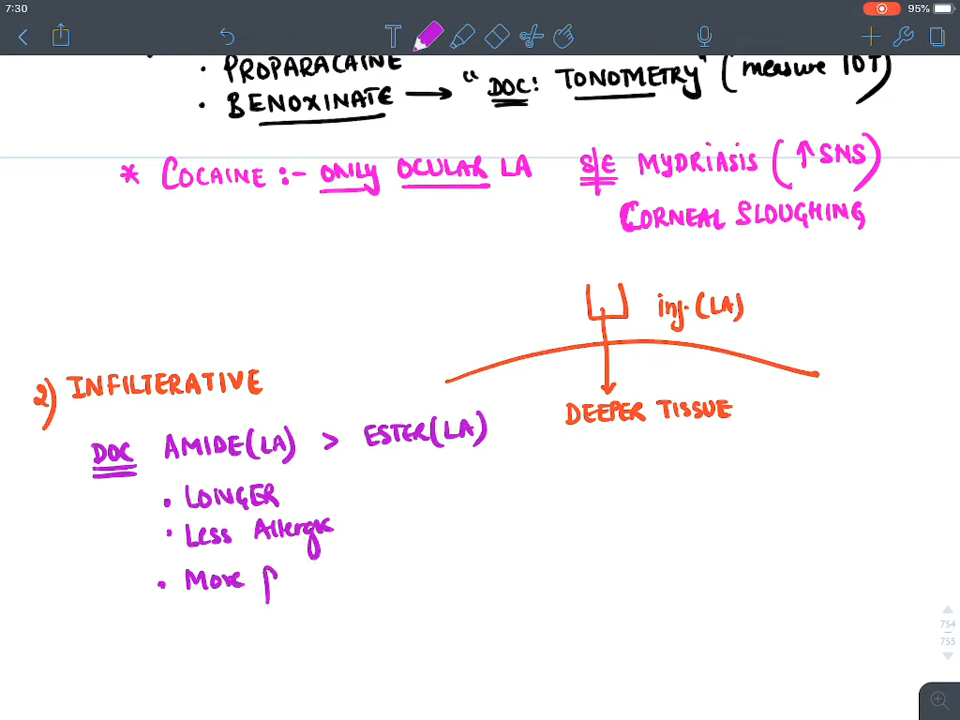 7:30
95%
T
• PROPARACAINE
• BENOXINATE → "DOC: TONOMETRY" (measure IOT)
* COCAINE :- ONLY OCULAR LA S/E MYDRIASIS (↑ SNS)
CORNEAL SLOUGHING
inj. (LA)
2) INFILTERATIVE
DEEPER TISSUE
DOC AMIDE(LA) > ESTER(LA)
• LONGER
• Less Allergic
• More p
754
755